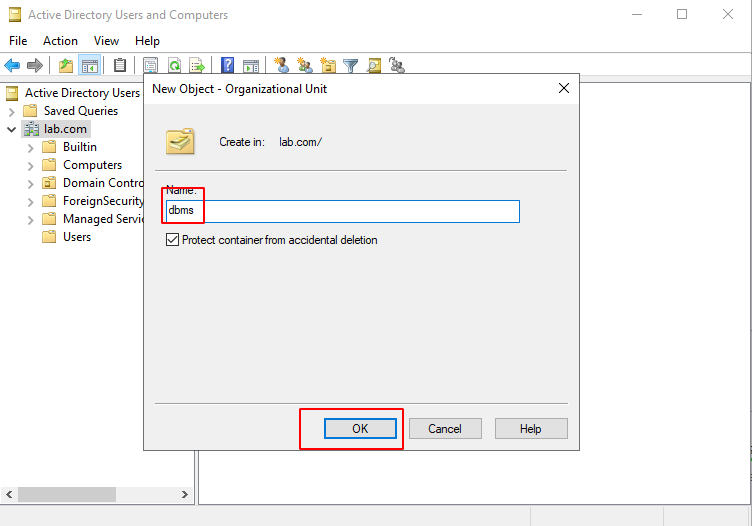 Active Directory Users and Computers
File Action View Help
Active Directory Users
Saved Queries
lab.com
Builtin
Computers
Domain Contro
ForeignSecurity
Managed Servic
Users
New Object - Organizational Unit
Create in: lab.com/
Name:
dbms
Protect container from accidental deletion
OK Cancel Help